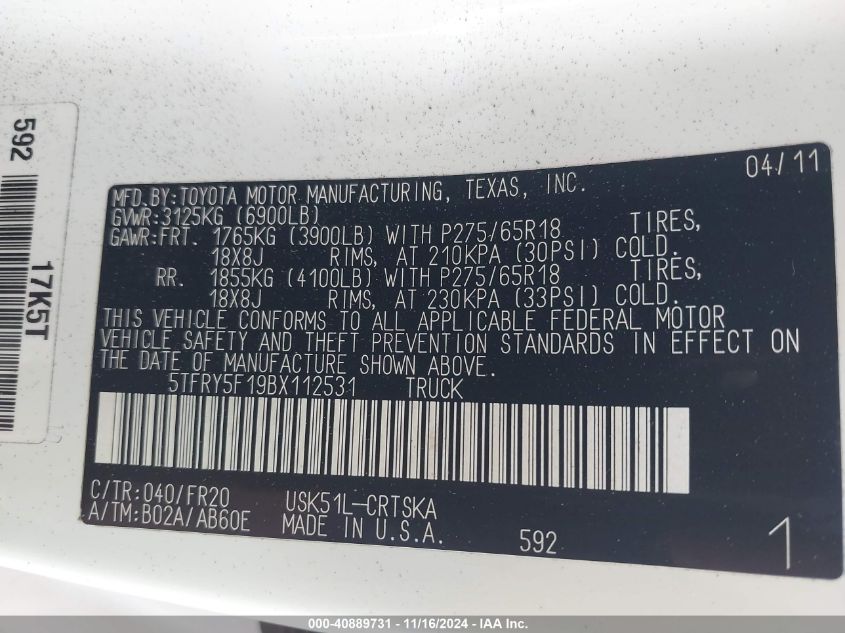 592
17K5T
04/11
MFD.BY:TOYOTA MOTOR MANUFACTURING, TEXAS, INC.
GVWR:3125KG (6900LB)
GAWR:FRT. 1765KG (3900LB) WITH P275/65R18 TIRES,
18X8J RIMS, AT 210KPA (30PSI) COLD.
RR. 1855KG (4100LB) WITH P275/65R18 TIRES,
18X8J RIMS, AT 230KPA (33PSI) COLD.
THIS VEHICLE CONFORMS TO ALL APPLICABLE FEDERAL MOTOR
VEHICLE SAFETY AND THEFT PREVENTION STANDARDS IN EFFECT ON
THE DATE OF MANUFACTURE SHOWN ABOVE.
5TFRY5F19BX112531 TRUCK
C/TR:040/FR20 USK51L-CRTSKA
A/TM:B02A/AB60E MADE IN U.S.A. 592 1
000-40889731 - 11/16/2024 - IAA Inc.